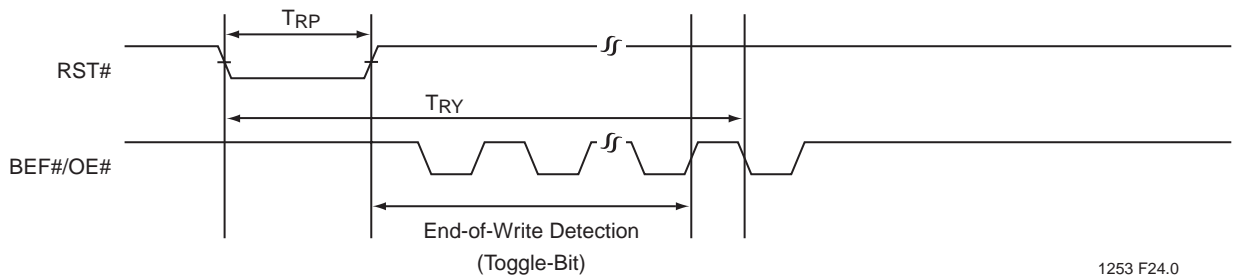 TRP
RST#
TRY
BEF#/OE#
End-of-Write Detection
(Toggle-Bit)
1253 F24.0